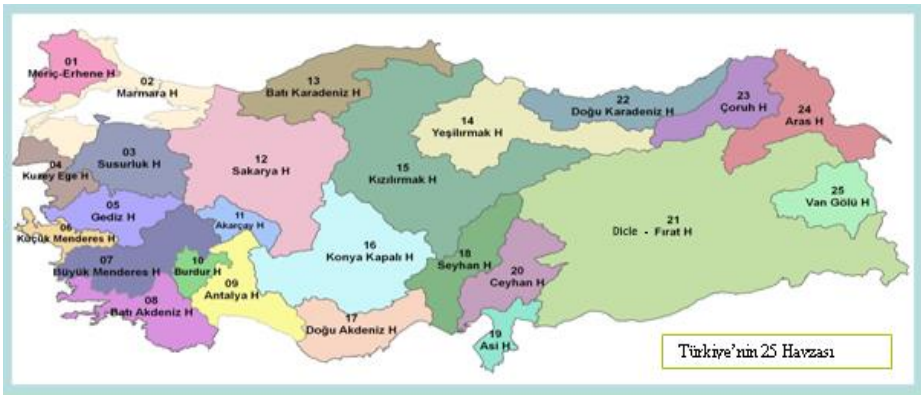 01
Meriç-Erhene H
02
Marmara H
03
Susurluk H
04
Kuzey Ege H
05
Gediz H
06
Küçük Menderes H
07
Büyük Menderes H
08
Batı Akdeniz H
09
Antalya H
10
Burdur H
11
Akarçay H
12
Sakarya H
13
Batı Karadeniz H
14
Yeşilırmak H
15
Kızılırmak H
16
Konya Kapalı H
17
Doğu Akdeniz H
18
Seyhan H
19
Asi H
20
Ceyhan H
21
Dicle - Fırat H
22
Doğu Karadeniz H
23
Çoruh H
24
Aras H
25
Van Gölü H
Türkiye'nin 25 Havzası